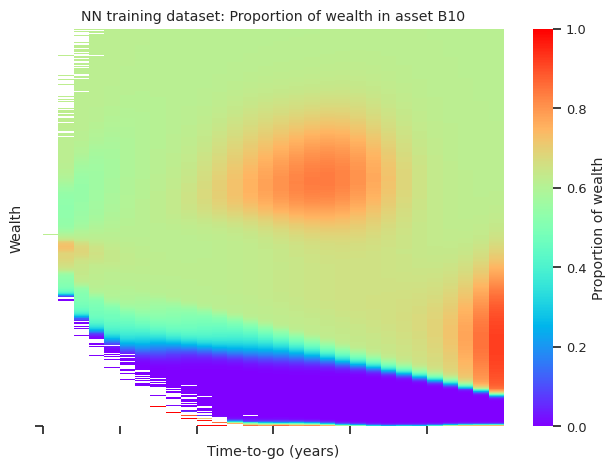 NN training dataset: Proportion of wealth in asset B10
Wealth
Time-to-go (years)
1.0
0.8
0.6
0.4
0.2
0.0
Proportion of wealth